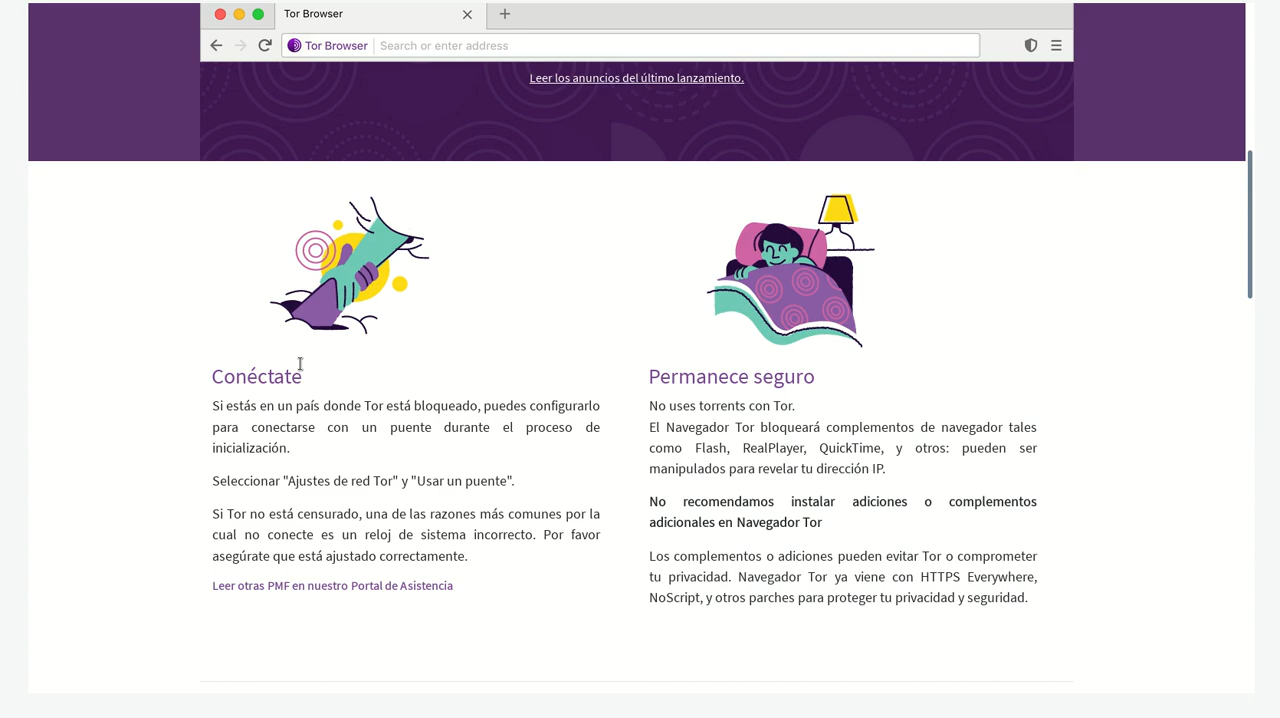 Tor Browser
Tor Browser Search or enter address
Leer los anuncios del último lanzamiento.
Conéctate
Si estás en un país donde Tor está bloqueado, puedes configurarlo
para conectarse con un puente durante el proceso de
inicialización.
Seleccionar "Ajustes de red Tor" y "Usar un puente".
Si Tor no está censurado, una de las razones más comunes por la
cual no conecte es un reloj de sistema incorrecto. Por favor
asegúrate que está ajustado correctamente.
Leer otras PMF en nuestro Portal de Asistencia
Permanece seguro
No uses torrents con Tor.
El Navegador Tor bloqueará complementos de navegador tales
como Flash, RealPlayer, QuickTime, y otros: pueden ser
manipulados para revelar tu dirección IP.
No recomendamos instalar adiciones o complementos
adicionales en Navegador Tor
Los complementos o adiciones pueden evitar Tor o comprometer
tu privacidad. Navegador Tor ya viene con HTTPS Everywhere,
NoScript, y otros parches para proteger tu privacidad y seguridad.